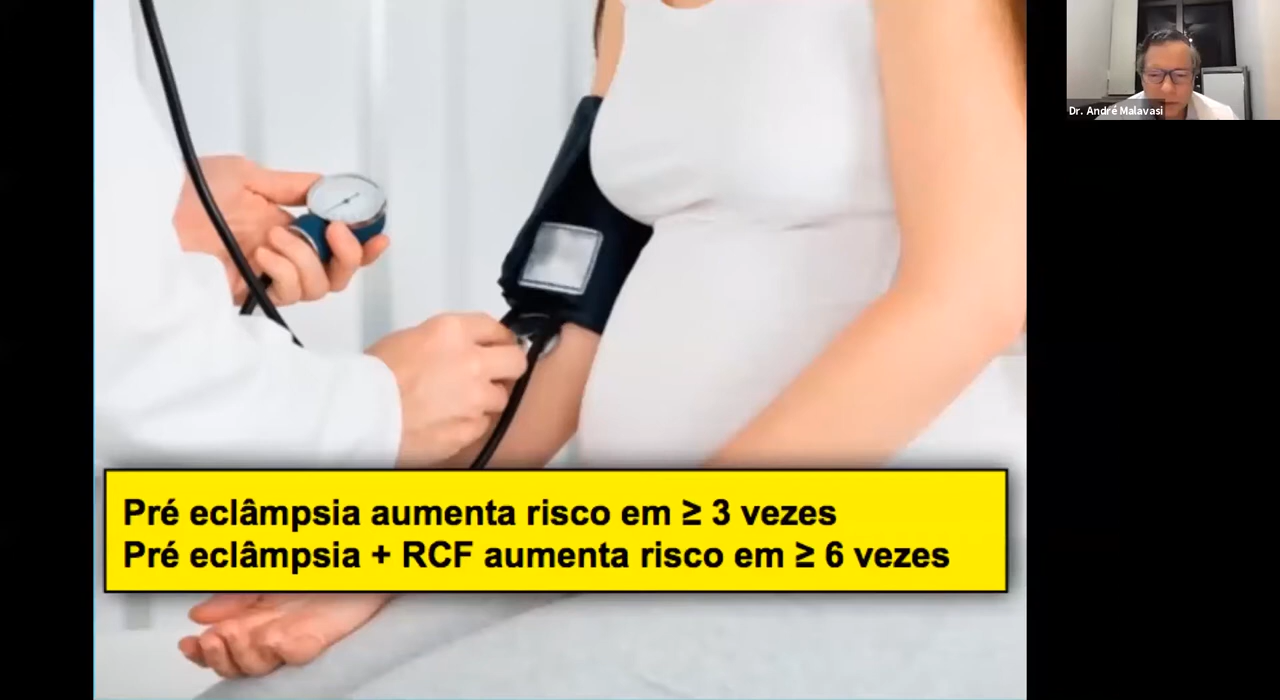 Dr. André Malavasi
Pré eclâmpsia aumenta risco em ≥ 3 vezes
Pré eclâmpsia + RCF aumenta risco em ≥ 6 vezes